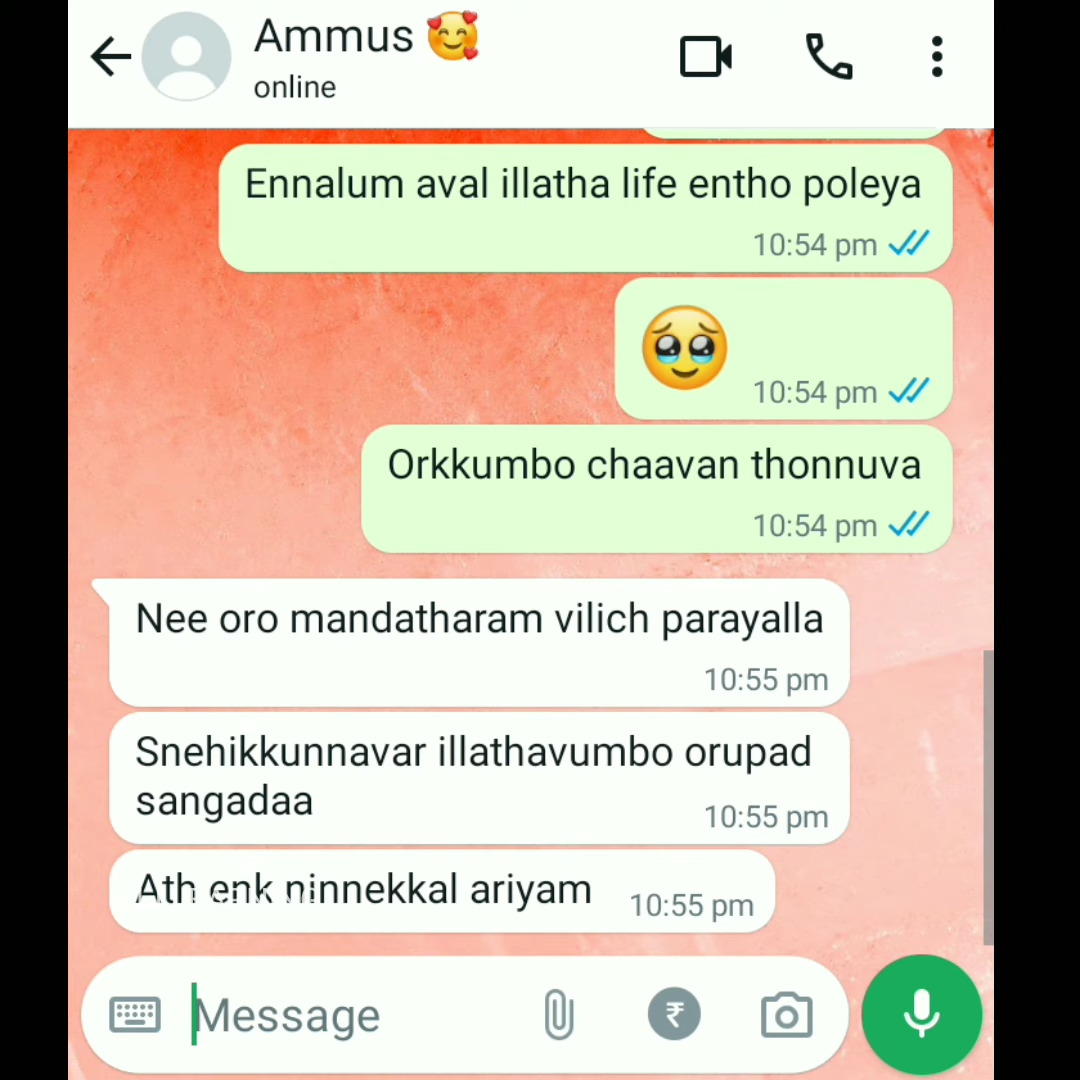 Ammus 🥰
online
Ennalum aval illatha life entho poleya
10:54 pm
🥹
10:54 pm
Orkkumbo chaavan thonnuva
10:54 pm
Nee oro mandatharam vilich parayalla
10:55 pm
Snehikkunnavar illathavumbo orupad
sangadaa
10:55 pm
Ath enk ninnekkal ariyam
10:55 pm
Message